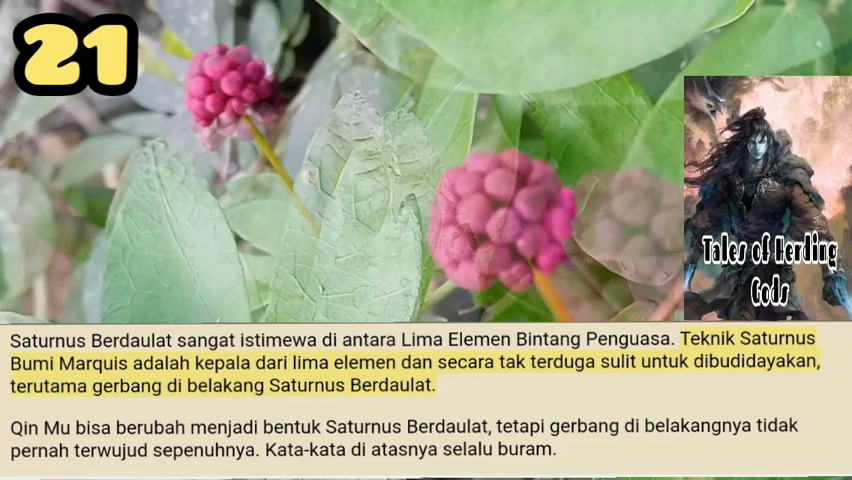 21
Tales of Herding
Gods
Saturnus Berdaulat sangat istimewa di antara Lima Elemen Bintang Penguasa. Teknik Saturnus
Bumi Marquis adalah kepala dari lima elemen dan secara tak terduga sulit untuk dibudidayakan,
terutama gerbang di belakang Saturnus Berdaulat.
Qin Mu bisa berubah menjadi bentuk Saturnus Berdaulat, tetapi gerbang di belakangnya tidak
pernah terwujud sepenuhnya. Kata-kata di atasnya selalu buram.